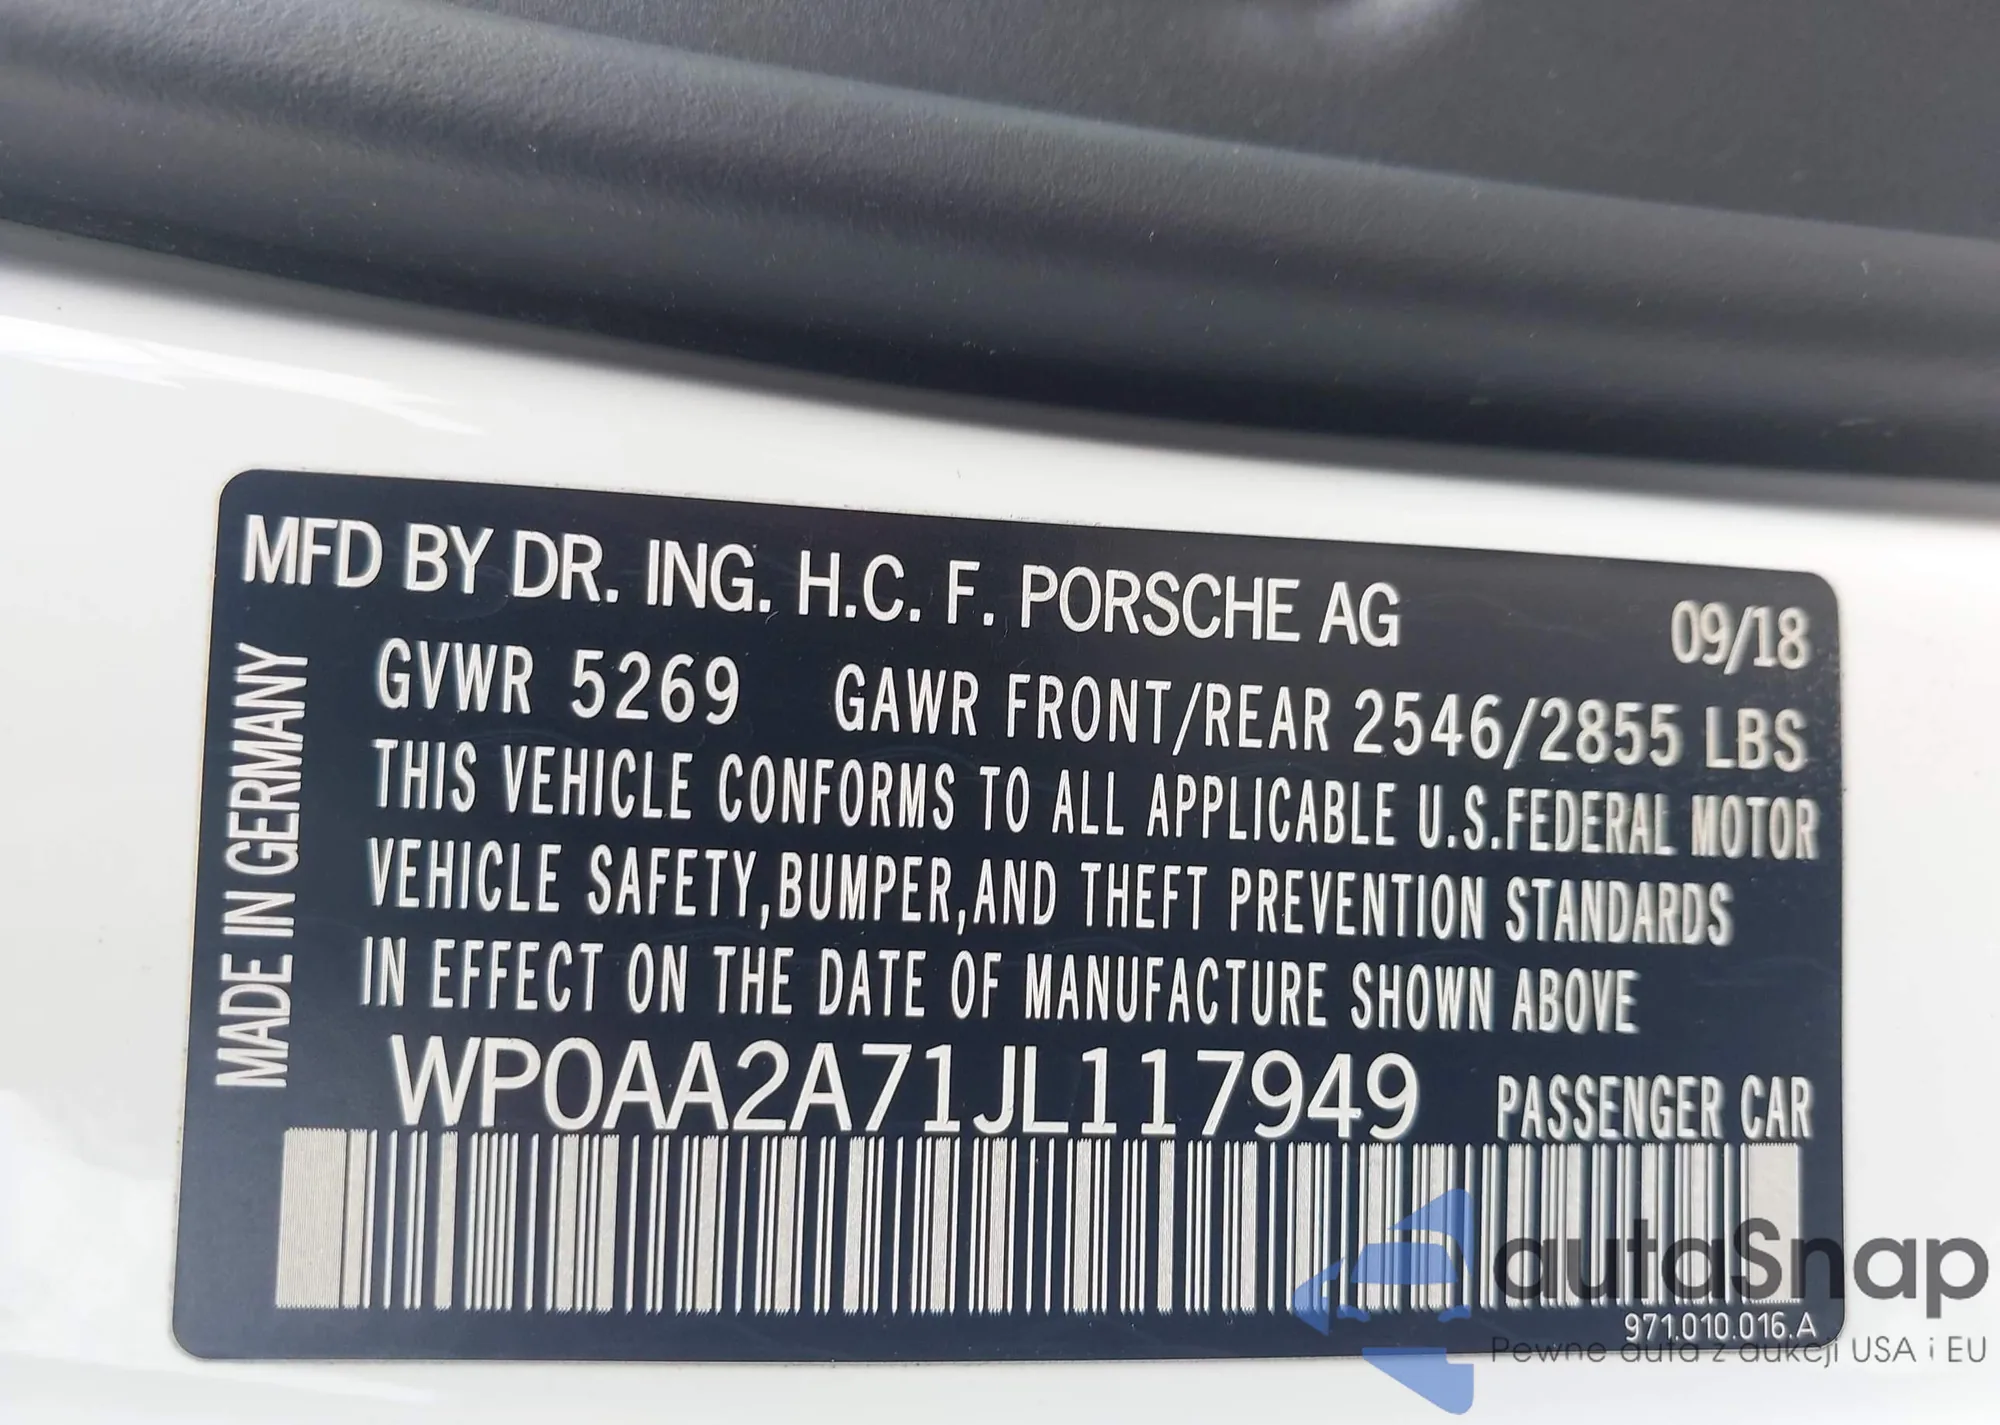 MFD BY DR. ING. H.C. F. PORSCHE AG 09/18
GVWR 5269 GAWR FRONT/REAR 2546/2855 LBS
THIS VEHICLE CONFORMS TO ALL APPLICABLE U.S.FEDERAL MOTOR
VEHICLE SAFETY,BUMPER,AND THEFT PREVENTION STANDARDS
IN EFFECT ON THE DATE OF MANUFACTURE SHOWN ABOVE
WP0AA2A71JL117949 PASSENGER CAR
MADE IN GERMANY
971.010.016.A
autaSnap
Pewne auta z aukcji USA i EU